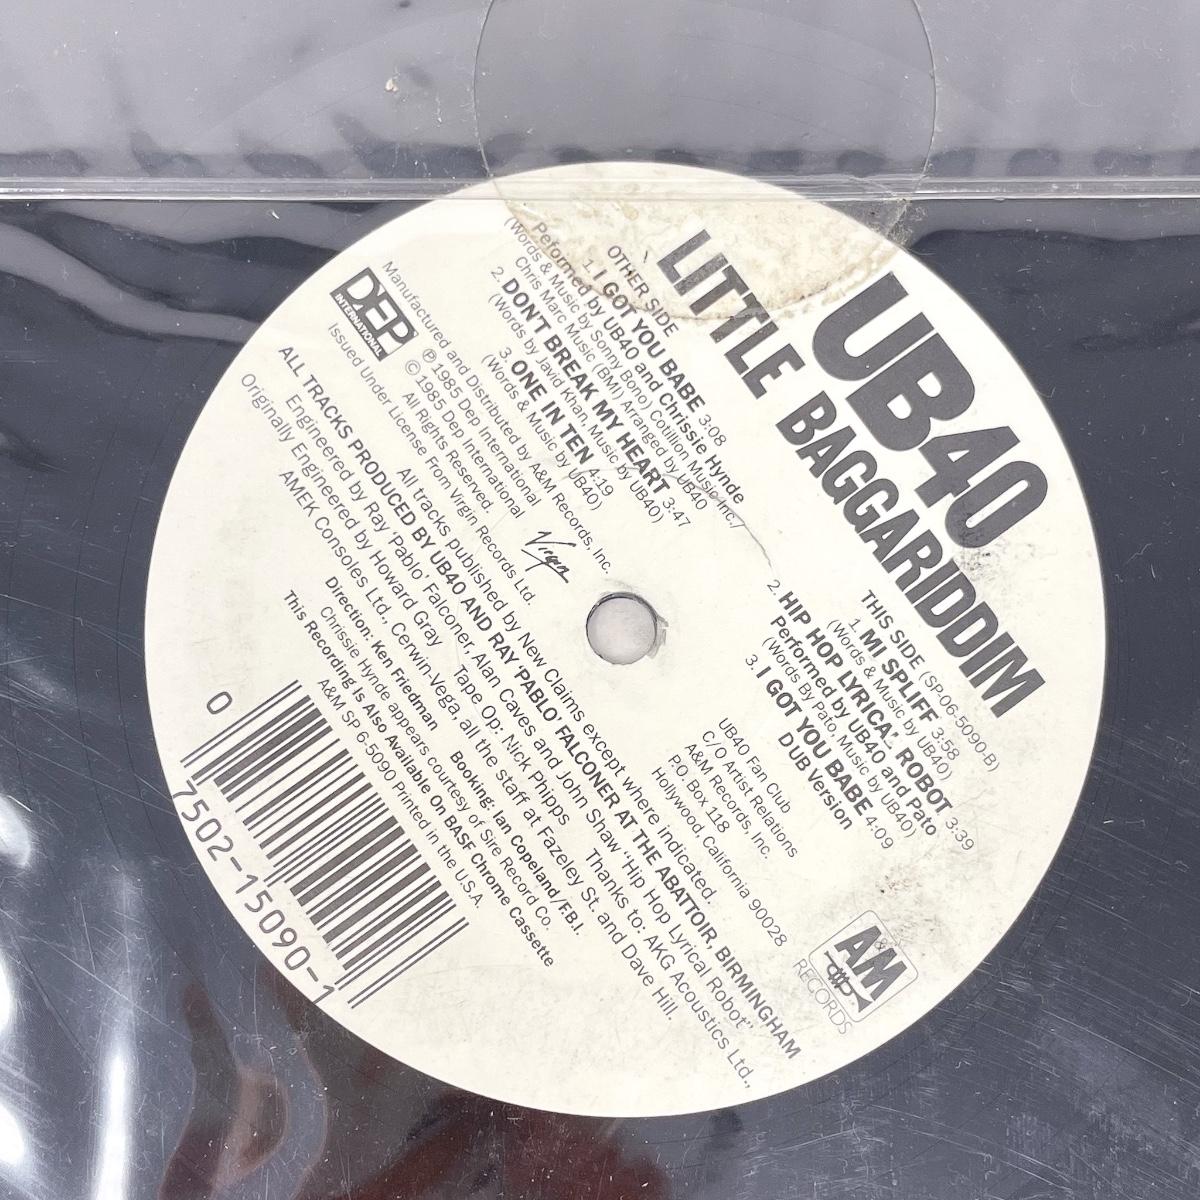 UB40
LITTLE BAGGARIDDIM
OTHER SIDE
1. I GOT YOU BABE 3:08
Peformed by UB40 and Chrissie Hynde
(Words & Music by Sonny Bono) Cotillion Music Inc./
Chris Marc Music (BMI) Arranged by UB40
2. DON'T BREAK MY HEART 3:47
(Words by Javid Khan, Music by UB40)
3. ONE IN TEN 4:19
(Words & Music by UB40)
THIS SIDE (SP06-5090B)
1. MI SPLIFF 3:58
(Words & Music by UB40)
2. HIP HOP LYRICAL ROBOT 3:39
Performed by UB40 and Pato
(Words By Pato, Music by UB40)
3. I GOT YOU BABE 4:09
DUB Version
DEP
INTERNATIONAL
Manufactured and Distributed by A&M Records, Inc.
℗ 1985 Dep International
© 1985 Dep International
All Rights Reserved.
Issued Under License From Virgin Records Ltd.
Virgin
UB40 Fan Club
C/O Artist Relations
A&M Records, Inc.
P.O. Box 118
Hollywood, California 90028
A&M
RECORDS
All tracks published by New Claims except where indicated.
ALL TRACKS PRODUCED BY UB40 AND RAY 'PABLO' FALCONER AT THE ABATTOIR, BIRMINGHAM
Engineered by Ray 'Pablo' Falconer, Alan Caves and John Shaw "Hip Hop Lyrical Robot"
Originally Engineered by Howard Gray Tape Op: Nick Phipps Thanks to: AKG Acoustics Ltd.,
AMEK Consoles Ltd., Cerwin-Vega, all the staff at Fazeley St. and Dave Hill.
Direction: Ken Friedman Booking: Ian Copeland/F.B.I.
Chrissie Hynde appears courtesy of Sire Record Co.
This Recording Is Also Available On BASF Chrome Cassette
A&M SP 6-5090 Printed in the U.S.A.
0 7502-15090-1